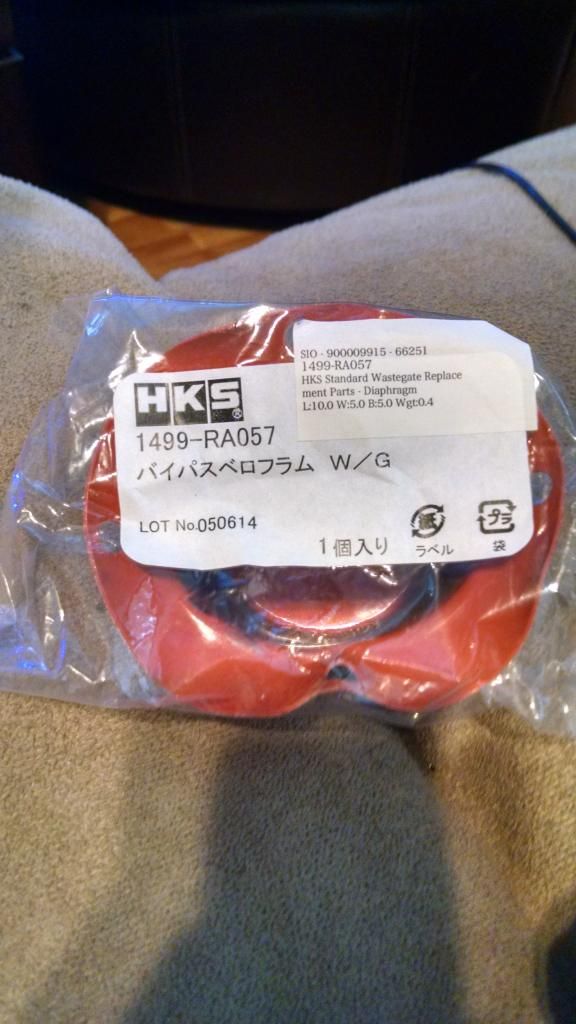 SIO - 900009915 - 66251
1499-RA057
HKS Standard Wastegate Replace
ment Parts - Diaphragm
L:10.0 W:5.0 B:5.0 Wgt:0.4
HKS®
1499-RA057
バイパスベロフラム W/G
LOT No.050614
1個入り
紙
ラベル
プラ
袋